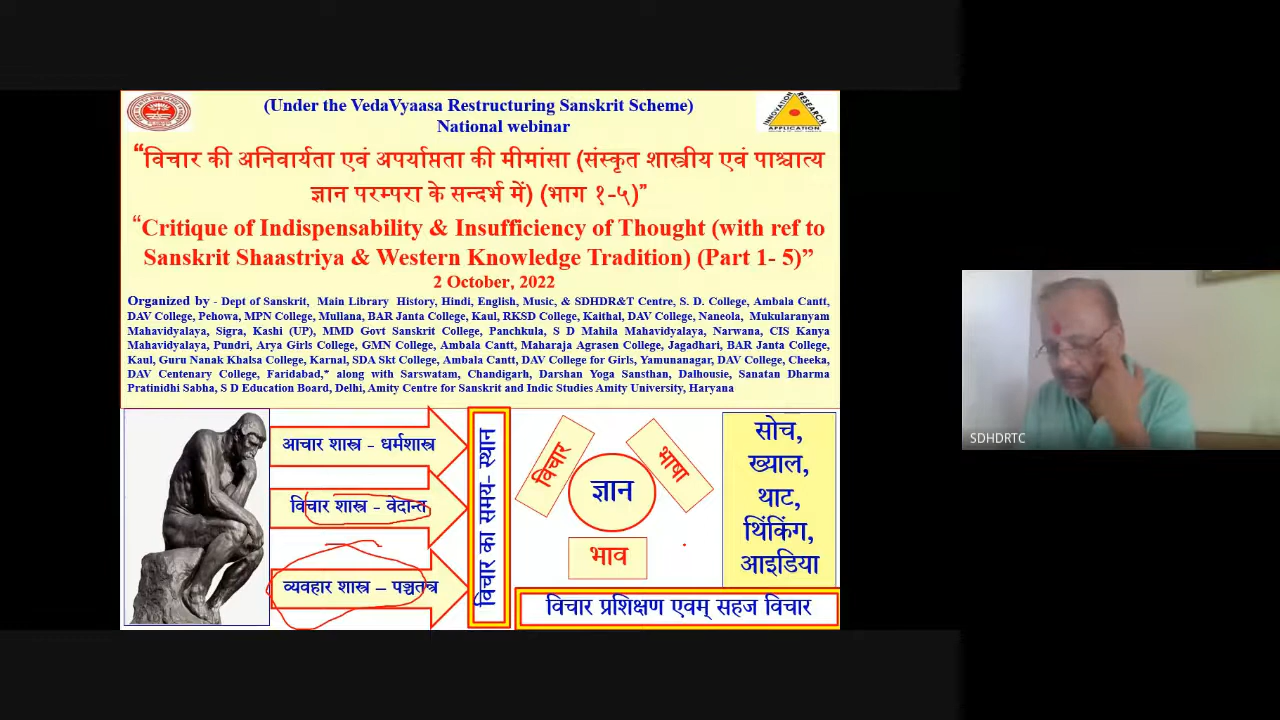 (Under the VedaVyaasa Restructuring Sanskrit Scheme)
National webinar
INNOVATION RESEARCH
APPLICATION
“विचार की अनिवार्यता एवं अपर्याप्तता की मीमांसा (संस्कृत शास्त्रीय एवं पाश्चात्य
ज्ञान परम्परा के सन्दर्भ में) (भाग १-५)”
“Critique of Indispensability & Insufficiency of Thought (with ref to
Sanskrit Shaastriya & Western Knowledge Tradition) (Part 1- 5)”
2 October, 2022
Organized by - Dept of Sanskrit, Main Library History, Hindi, English, Music, & SDHDR&T Centre, S. D. College, Ambala Cantt,
DAV College, Pehowa, MPN College, Mullana, BAR Janta College, Kaul, RKSD College, Kaithal, DAV College, Naneola, Mukularanyam
Mahavidyalaya, Sigra, Kashi (UP), MMD Govt Sanskrit College, Panchkula, S D Mahila Mahavidyalaya, Narwana, CIS Kanya
Mahavidyalaya, Pundri, Arya Girls College, GMN College, Ambala Cantt, Maharaja Agrasen College, Jagadhari, BAR Janta College,
Kaul, Guru Nanak Khalsa College, Karnal, SDA Skt College, Ambala Cantt, DAV College for Girls, Yamunanagar, DAV College, Cheeka,
DAV Centenary College, Faridabad,* along with Sarswatam, Chandigarh, Darshan Yoga Sansthan, Dalhousie, Sanatan Dharma
Pratinidhi Sabha, S D Education Board, Delhi, Amity Centre for Sanskrit and Indic Studies Amity University, Haryana
आचार शास्त्र - धर्मशास्त्र
विचार शास्त्र - वेदान्त
व्यवहार शास्त्र – पञ्चतन्त्र
विचार का समय- स्थान
विचार
भाषा
ज्ञान
भाव
सोच,
ख्याल,
थाट,
थिंकिंग,
आइडिया
विचार प्रशिक्षण एवम् सहज विचार
SDHDRTC